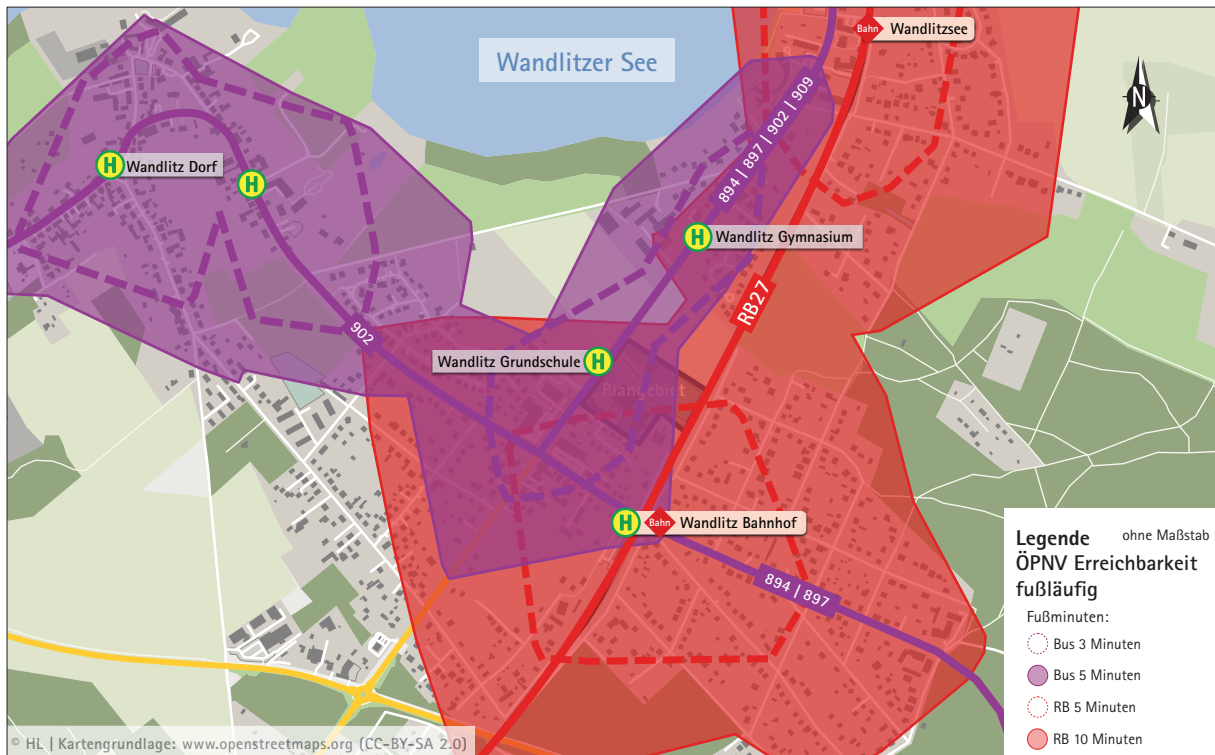 Wandlitzer See
Bahn
Wandlitzsee
N
H
Wandlitz Dorf
H
894 | 897 | 902 | 909
H
Wandlitz Gymnasium
RB27
902
Wandlitz Grundschule
H
Plangebiet
H
Bahn
Wandlitz Bahnhof
894 | 897
Legende
ohne Maßstab
ÖPNV Erreichbarkeit
fußläufig
Fußminuten:
Bus 3 Minuten
Bus 5 Minuten
RB 5 Minuten
RB 10 Minuten
© HL | Kartengrundlage: www.openstreetmaps.org (CC-BY-SA 2.0)